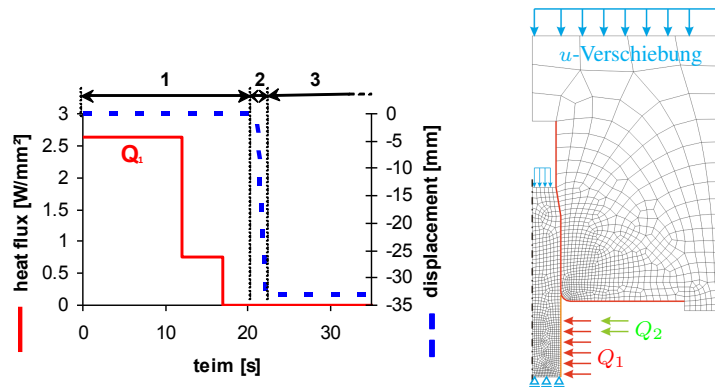 1 2 3
3 0
2.5 -5
2 -10
1.5 -15
-20
1 -25
0.5 -30
0 -35
0 10 20 30
heat flux [W/mm²]
displacement [mm]
teim [s]
Q₁
u-Verschiebung
Q₂
Q₁